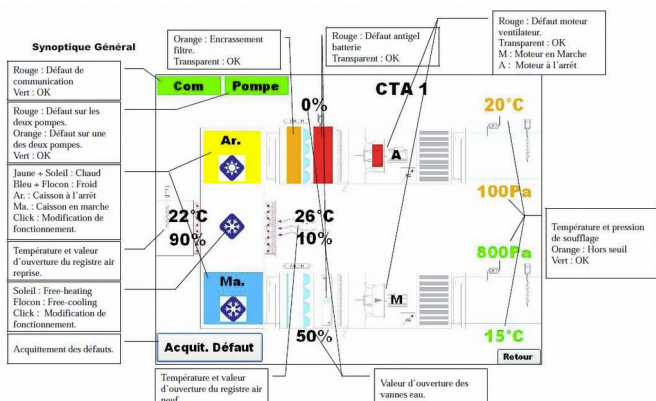 Synoptique Général
Orange : Encrassement
filtre.
Transparent : OK
Rouge : Défaut antigel
batterie
Transparent : OK
Rouge : Défaut moteur
ventilateur.
Transparent : OK
M : Moteur en Marche
A : Moteur à l'arrêt
Rouge : Défaut de
communication
Vert : OK
Rouge : Défaut sur les
deux pompes.
Orange : Défaut sur une
des deux pompes.
Vert : OK
Jaune + Soleil : Chaud
Bleu + Flocon : Froid
Ar. : Caisson à l'arrêt
Ma. : Caisson en marche
Click : Modification de
fonctionnement.
Température et valeur
d'ouverture du registre air
reprise.
Soleil : Free-heating
Flocon : Free-cooling
Click : Modification de
fonctionnement.
Acquittement des défauts.
Com
Pompe
CTA 1
0%
20°C
Ar.
A
100Pa
22°C
90%
26°C
10%
800Pa
Ma.
M
50%
15°C
Acquit. Défaut
Retour
Température et pression
de soufflage
Orange : Hors seuil
Vert : OK
Température et valeur
d'ouverture du registre air
neuf.
Valeur d'ouverture des
vannes eau.